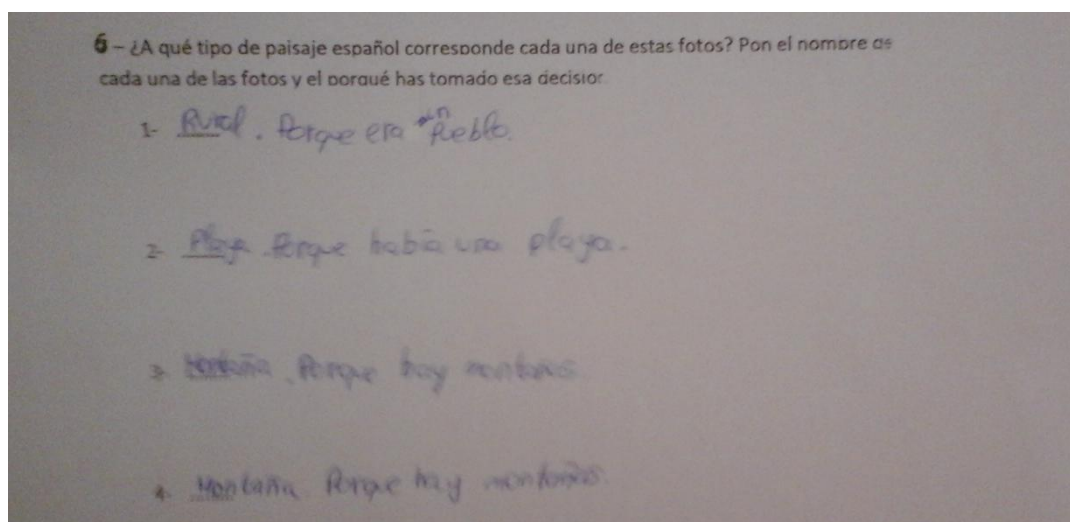 6 – ¿A qué tipo de paisaje español corresponde cada una de estas fotos? Pon el nombre de
cada una de las fotos y el porqué has tomado esa decisión
1- Rural. Porque era un Pueblo.
2- Playa. Porque había una playa.
3- Montaña. Porque hay montañas.
4- Montaña. Porque hay montañas.